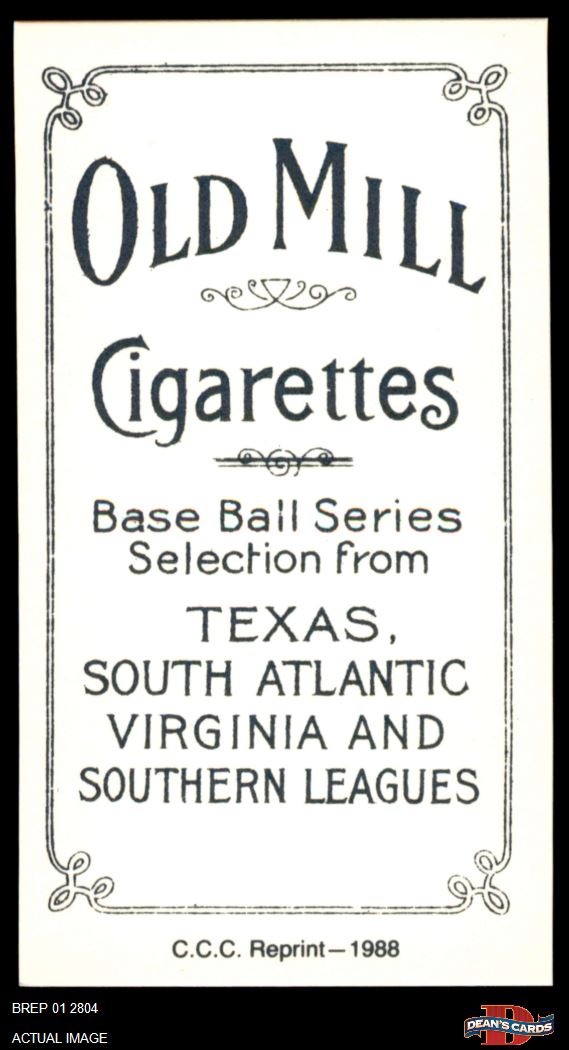 OLD MILL
Cigarettes
Base Ball Series
Selection from
TEXAS,
SOUTH ATLANTIC
VIRGINIA AND
SOUTHERN LEAGUES
C.C.C. Reprint—1988
BREP 01 2804
ACTUAL IMAGE
D
DEAN'S CARDS